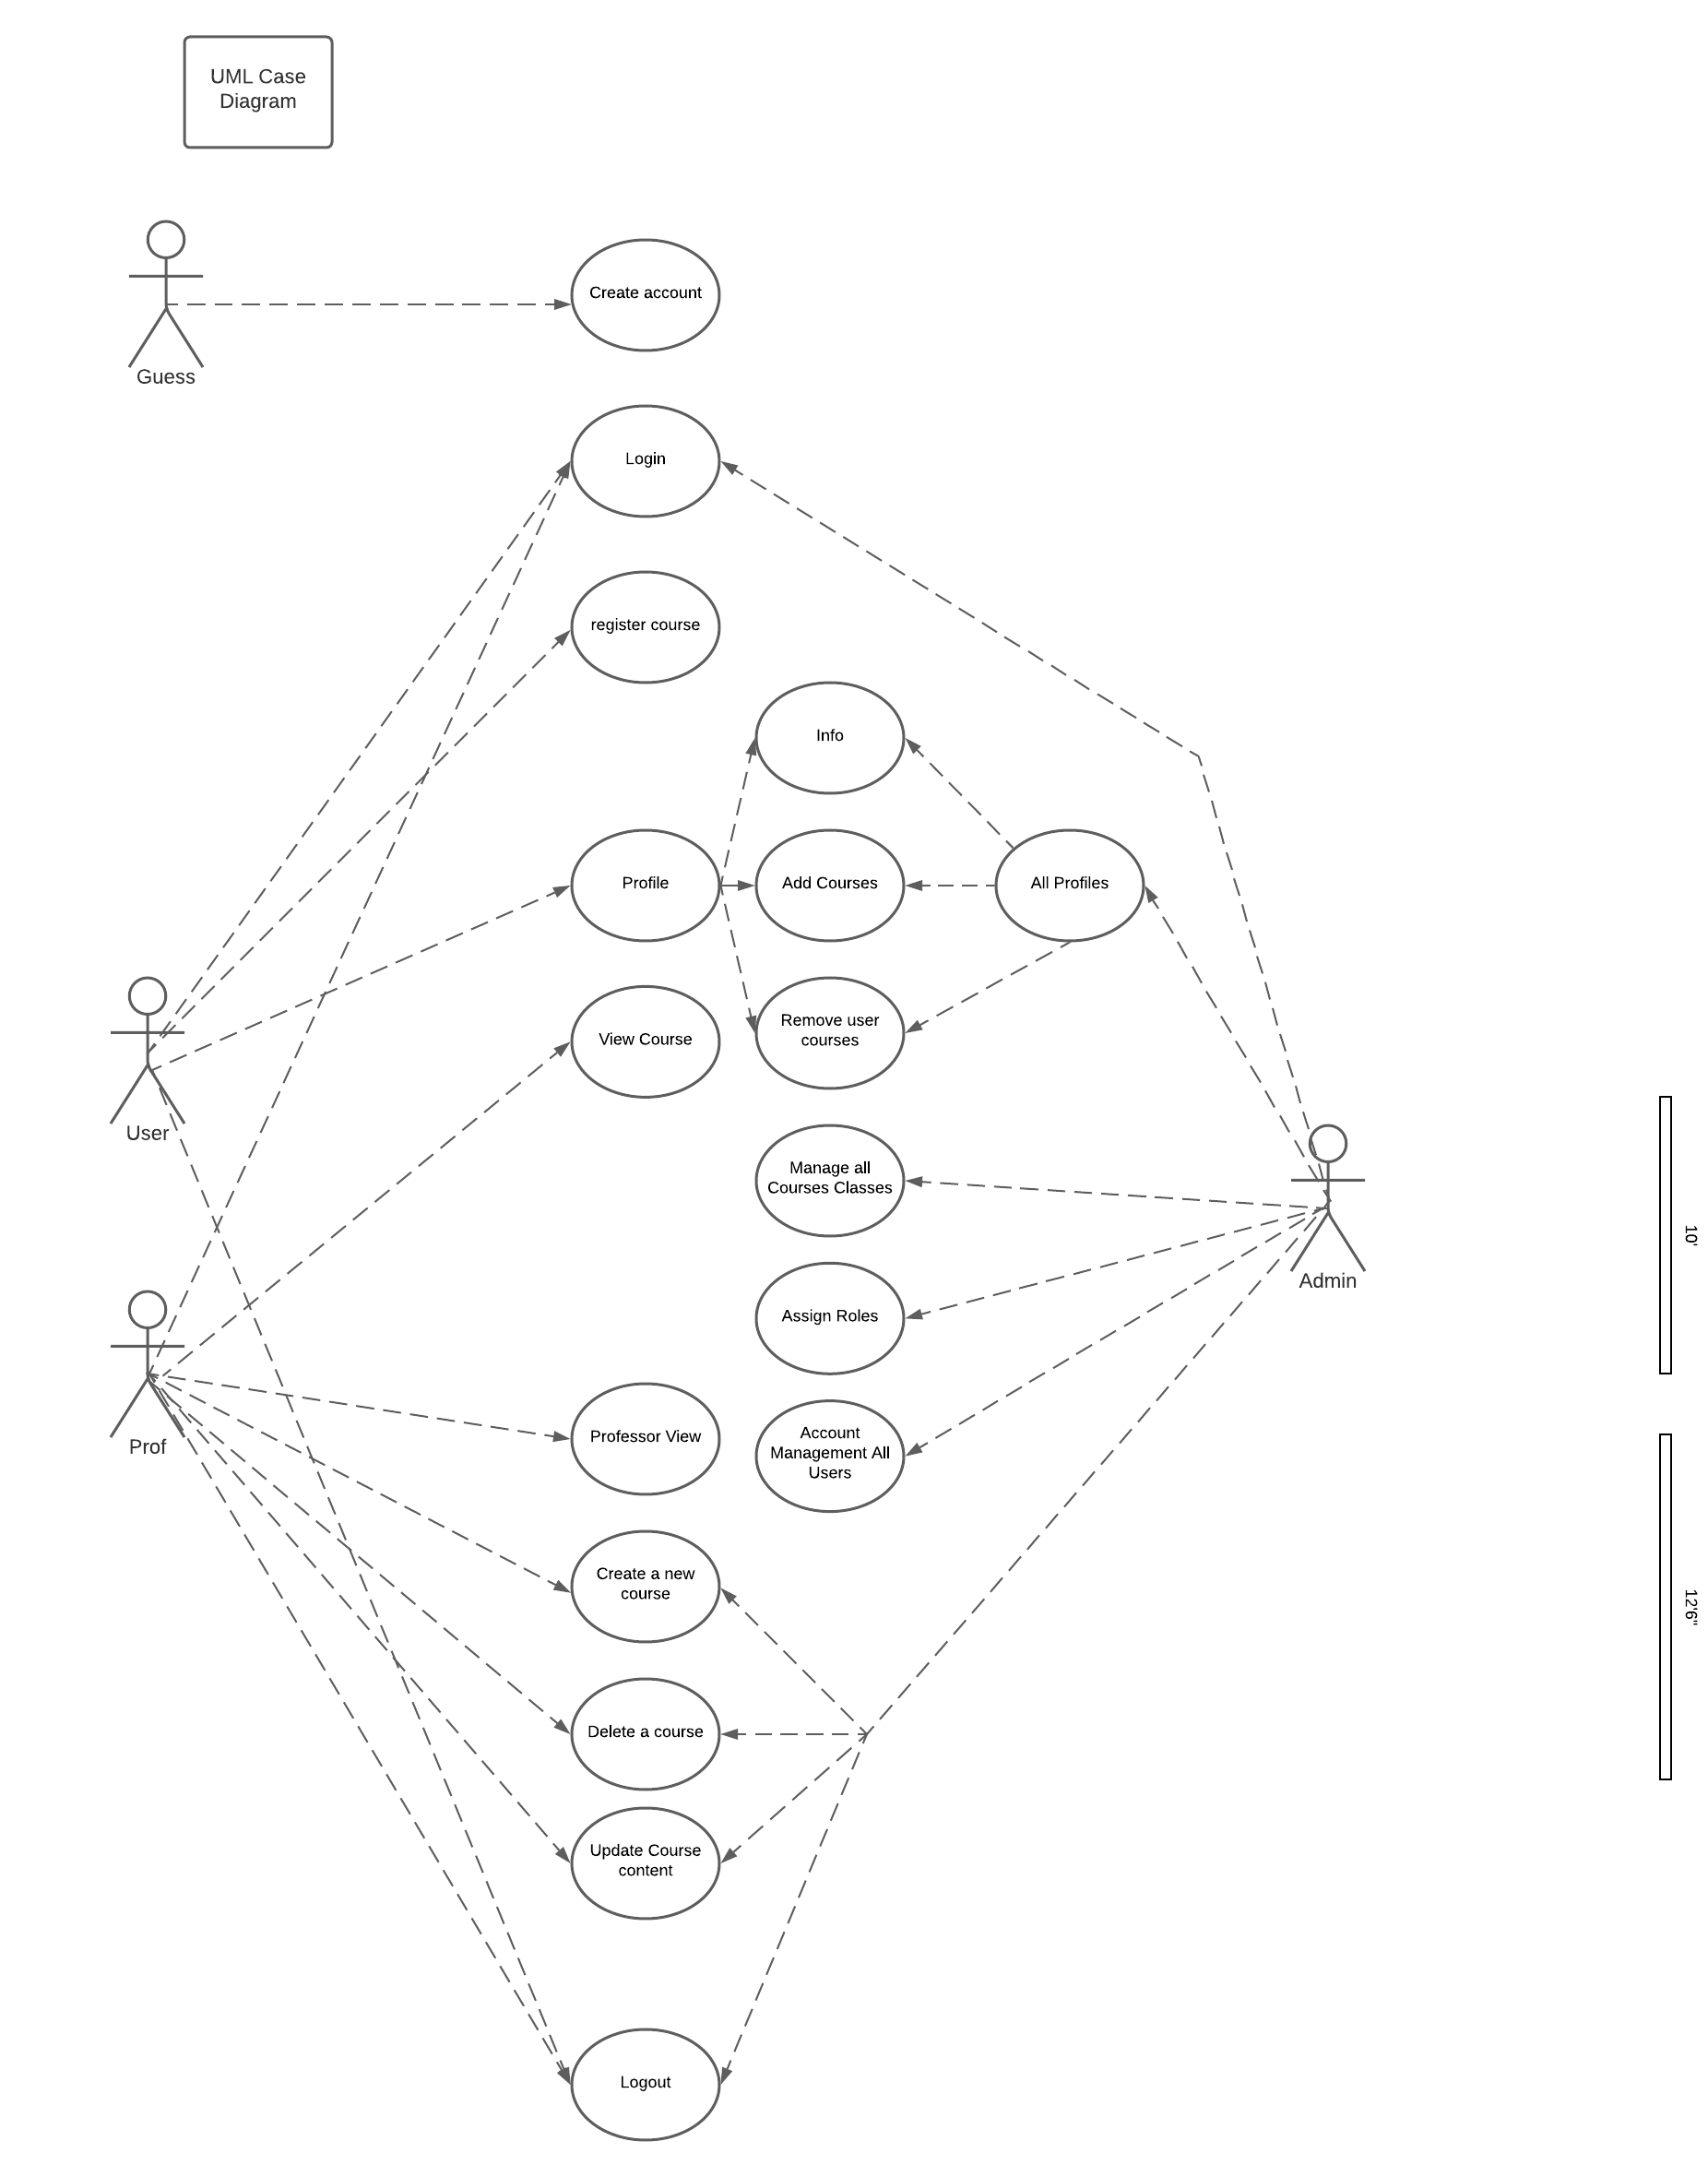 UML Case
Diagram
Create account
Guess
Login
register course
Info
Profile
Add Courses
All Profiles
View Course
Remove user
courses
User
Manage all
Courses Classes
Admin
10'
Assign Roles
Prof
Professor View
Account
Management All
Users
Create a new
course
12'6"
Delete a course
Update Course
content
Logout